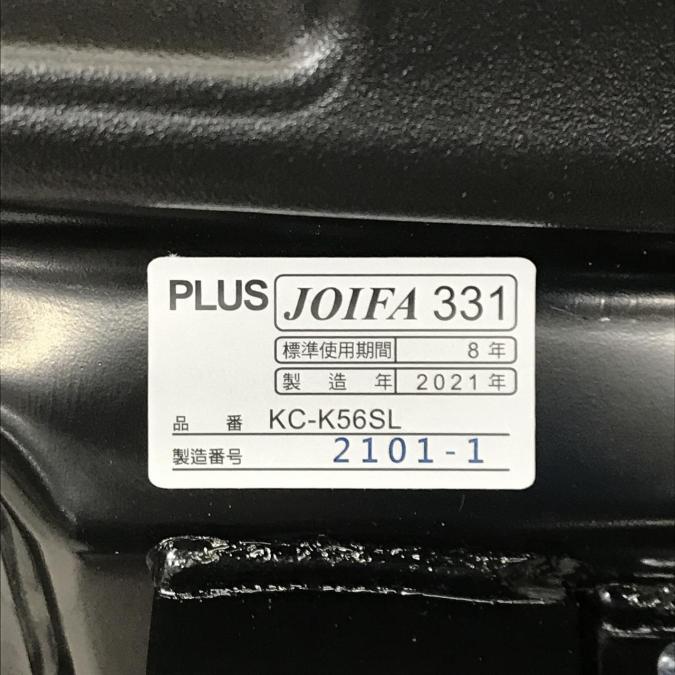 PLUS JOIFA 331
標準使用期間 8年
製造年 2021年
品番 KC-K56SL
製造番号 2101-1